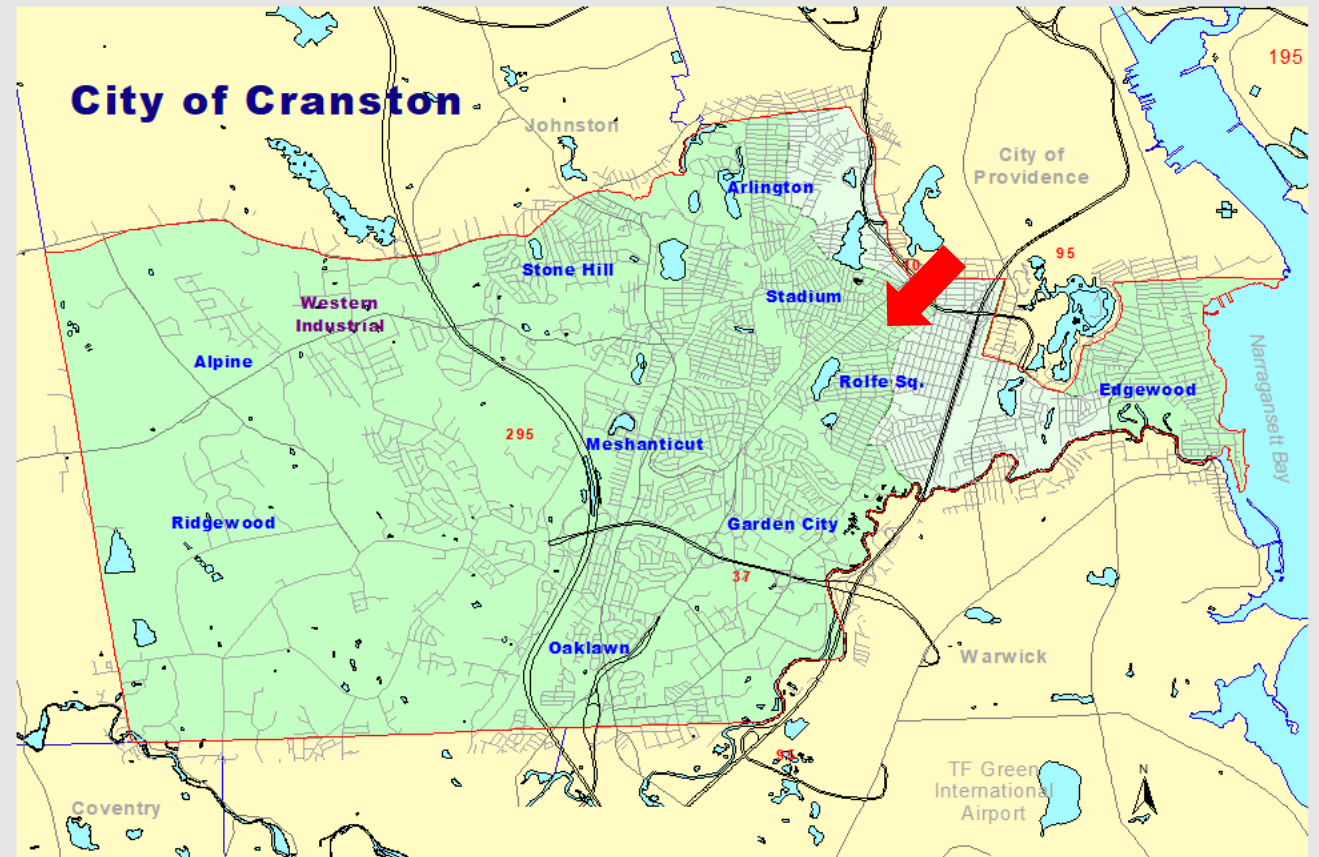 195
City of Cranston
Johnston
City of
Providence
Arlington
95
10
Stone Hill
Stadium
Western
Industrial
Alpine
Rolfe Sq.
Edgewood
Narragansett Bay
295
Meshanticut
Ridgewood
Garden City
37
Oaklawn
Warwick
95
TF Green
International
Airport
N
Coventry